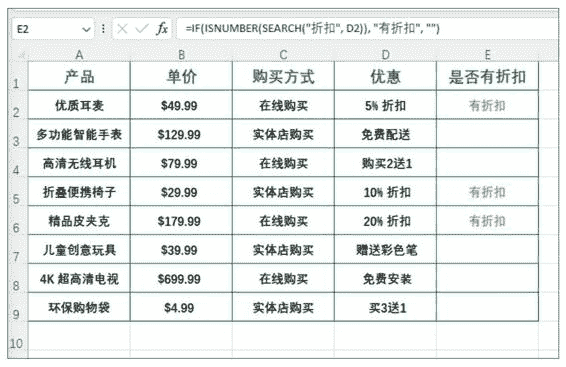 E2 fx =IF(ISNUMBER(SEARCH("折扣", D2)), "有折扣", "")
A B C D E
1 产品 单价 购买方式 优惠 是否有折扣
2 优质耳麦 $49.99 在线购买 5% 折扣 有折扣
3 多功能智能手表 $129.99 实体店购买 免费配送
4 高清无线耳机 $79.99 在线购买 购买2送1
5 折叠便携椅子 $29.99 实体店购买 10% 折扣 有折扣
6 精品皮夹克 $179.99 在线购买 20% 折扣 有折扣
7 儿童创意玩具 $39.99 实体店购买 赠送彩色笔
8 4K 超高清电视 $699.99 在线购买 免费安装
9 环保购物袋 $4.99 实体店购买 买3送1
10